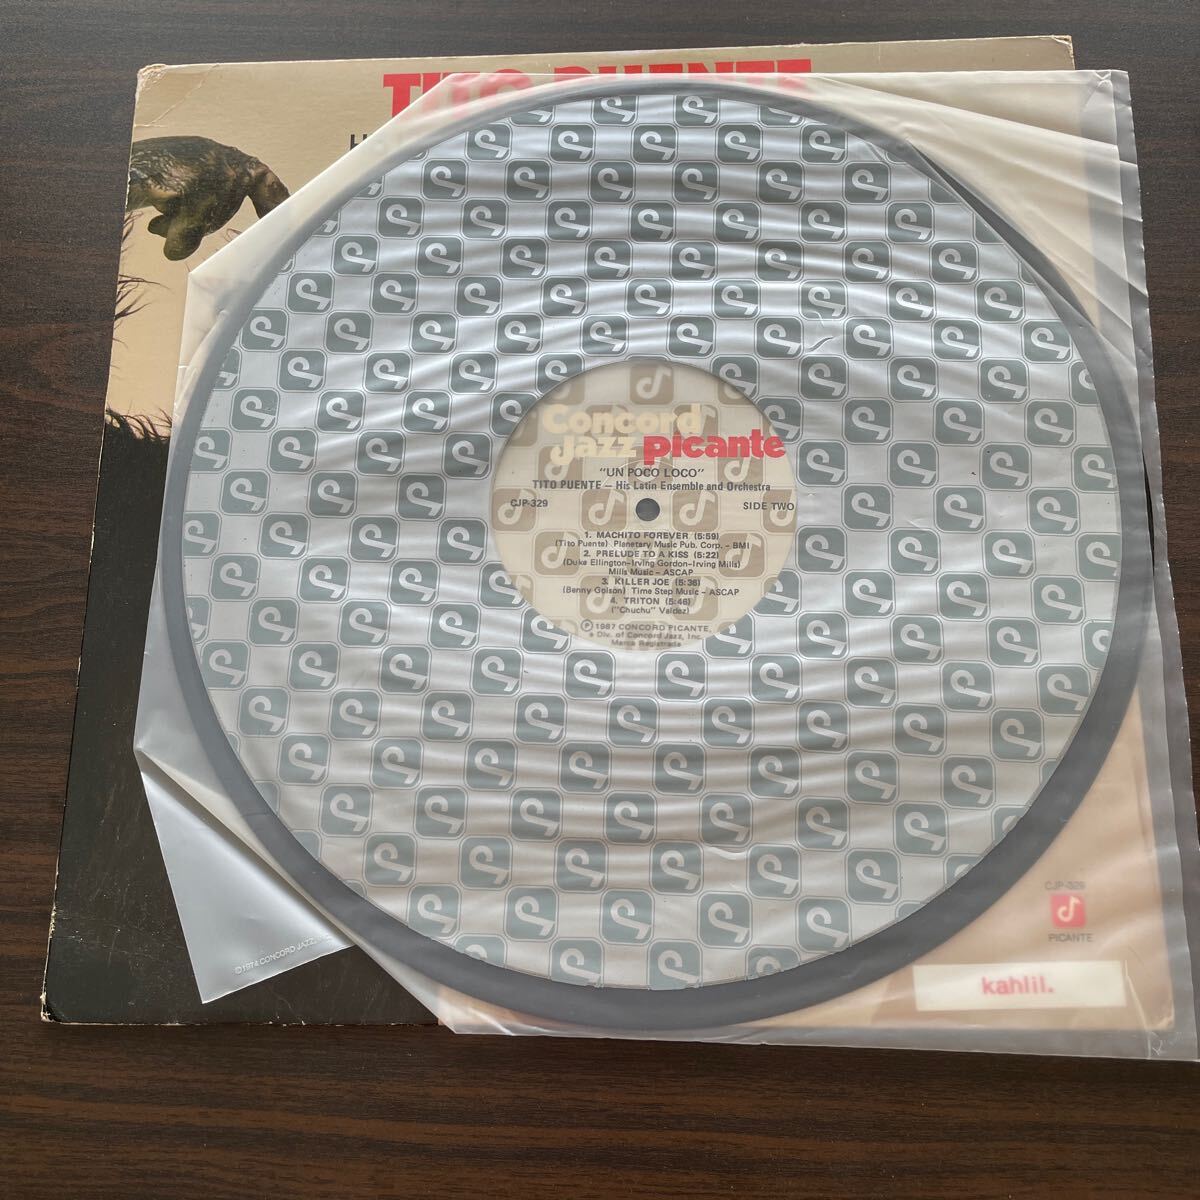 TITO PUENTE
H
Concord
Jazz picante
"UN POCO LOCO"
TITO PUENTE – His Latin Ensemble and Orchestra
CJP-329 SIDE TWO
1. MACHITO FOREVER (5:59)
(Tito Puente) Planetary Music Pub. Corp. – BMI
2. PRELUDE TO A KISS (5:22)
(Duke Ellington–Irving Gordon–Irving Mills)
Mills Music – ASCAP
3. KILLER JOE (5:38)
(Benny Golson) Time Step Music – ASCAP
4. TRITON (5:46)
("Chuchu" Valdez)
℗ 1987 CONCORD PICANTE,
a Div. of Concord Jazz, Inc.
Marca Registrada
CJP-329
PICANTE
kahlil.
©1974 CONCORD JAZZ,